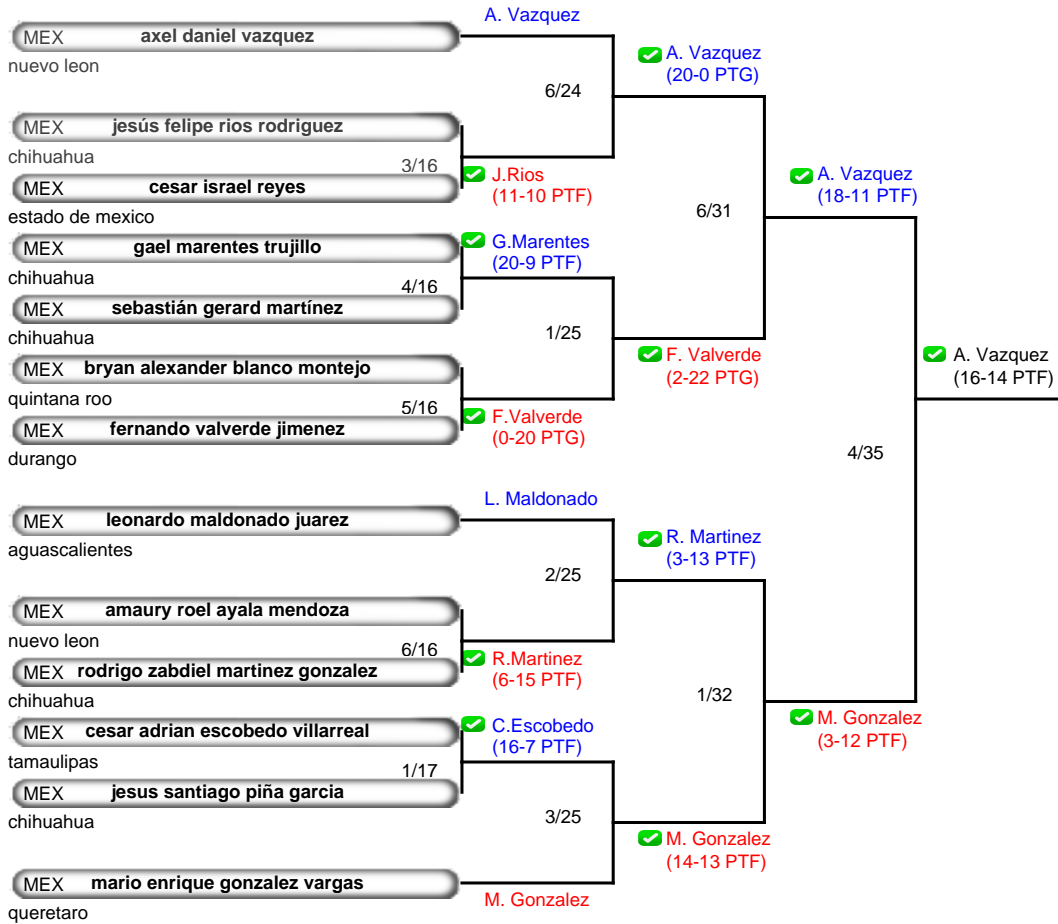 A. Vazquez
MEX axel daniel vazquez
nuevo leon
A. Vazquez
(20-0 PTG)
6/24
MEX jesús felipe rios rodriguez
chihuahua
3/16
J.Rios
(11-10 PTF)
MEX cesar israel reyes
estado de mexico
A. Vazquez
(18-11 PTF)
6/31
MEX gael marentes trujillo
chihuahua
G.Marentes
(20-9 PTF)
4/16
MEX sebastián gerard martínez
chihuahua
1/25
F. Valverde
(2-22 PTG)
MEX bryan alexander blanco montejo
quintana roo
5/16
F.Valverde
(0-20 PTG)
MEX fernando valverde jimenez
durango
A. Vazquez
(16-14 PTF)
4/35
L. Maldonado
MEX leonardo maldonado juarez
aguascalientes
R. Martinez
(3-13 PTF)
2/25
MEX amaury roel ayala mendoza
nuevo leon
6/16
R.Martinez
(6-15 PTF)
MEX rodrigo zabdiel martinez gonzalez
chihuahua
1/32
M. Gonzalez
(3-12 PTF)
MEX cesar adrian escobedo villarreal
tamaulipas
C.Escobedo
(16-7 PTF)
1/17
MEX jesus santiago piña garcia
chihuahua
3/25
M. Gonzalez
(14-13 PTF)
MEX mario enrique gonzalez vargas
queretaro
M. Gonzalez